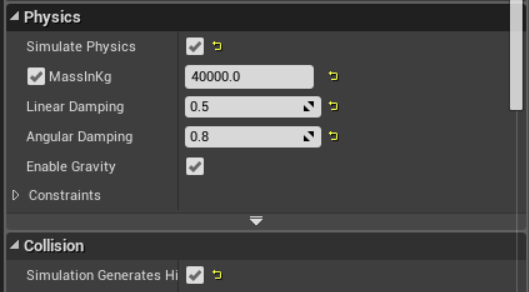 Physics
Simulate Physics
MassInKg 40000.0
Linear Damping 0.5
Angular Damping 0.8
Enable Gravity
Constraints
Collision
Simulation Generates Hi